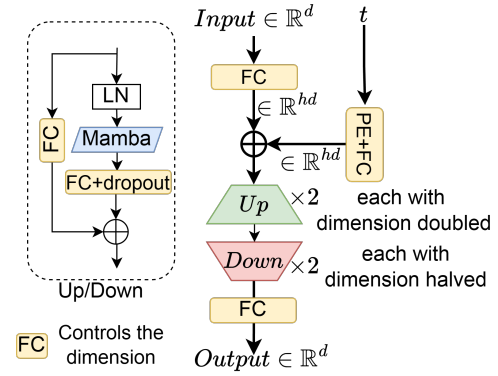 Input ∈ ℝ^d
t
FC
∈ ℝ^{hd}
PE+FC
∈ ℝ^{hd}
Up
×2
each with
dimension doubled
Down
×2
each with
dimension halved
FC
Output ∈ ℝ^d
LN
FC
Mamba
FC+dropout
Up/Down
FC
Controls the
dimension